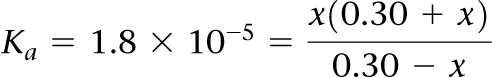 Kₐ = 1.8 × 10⁻⁵ = x(0.30 + x) / 0.30 − x